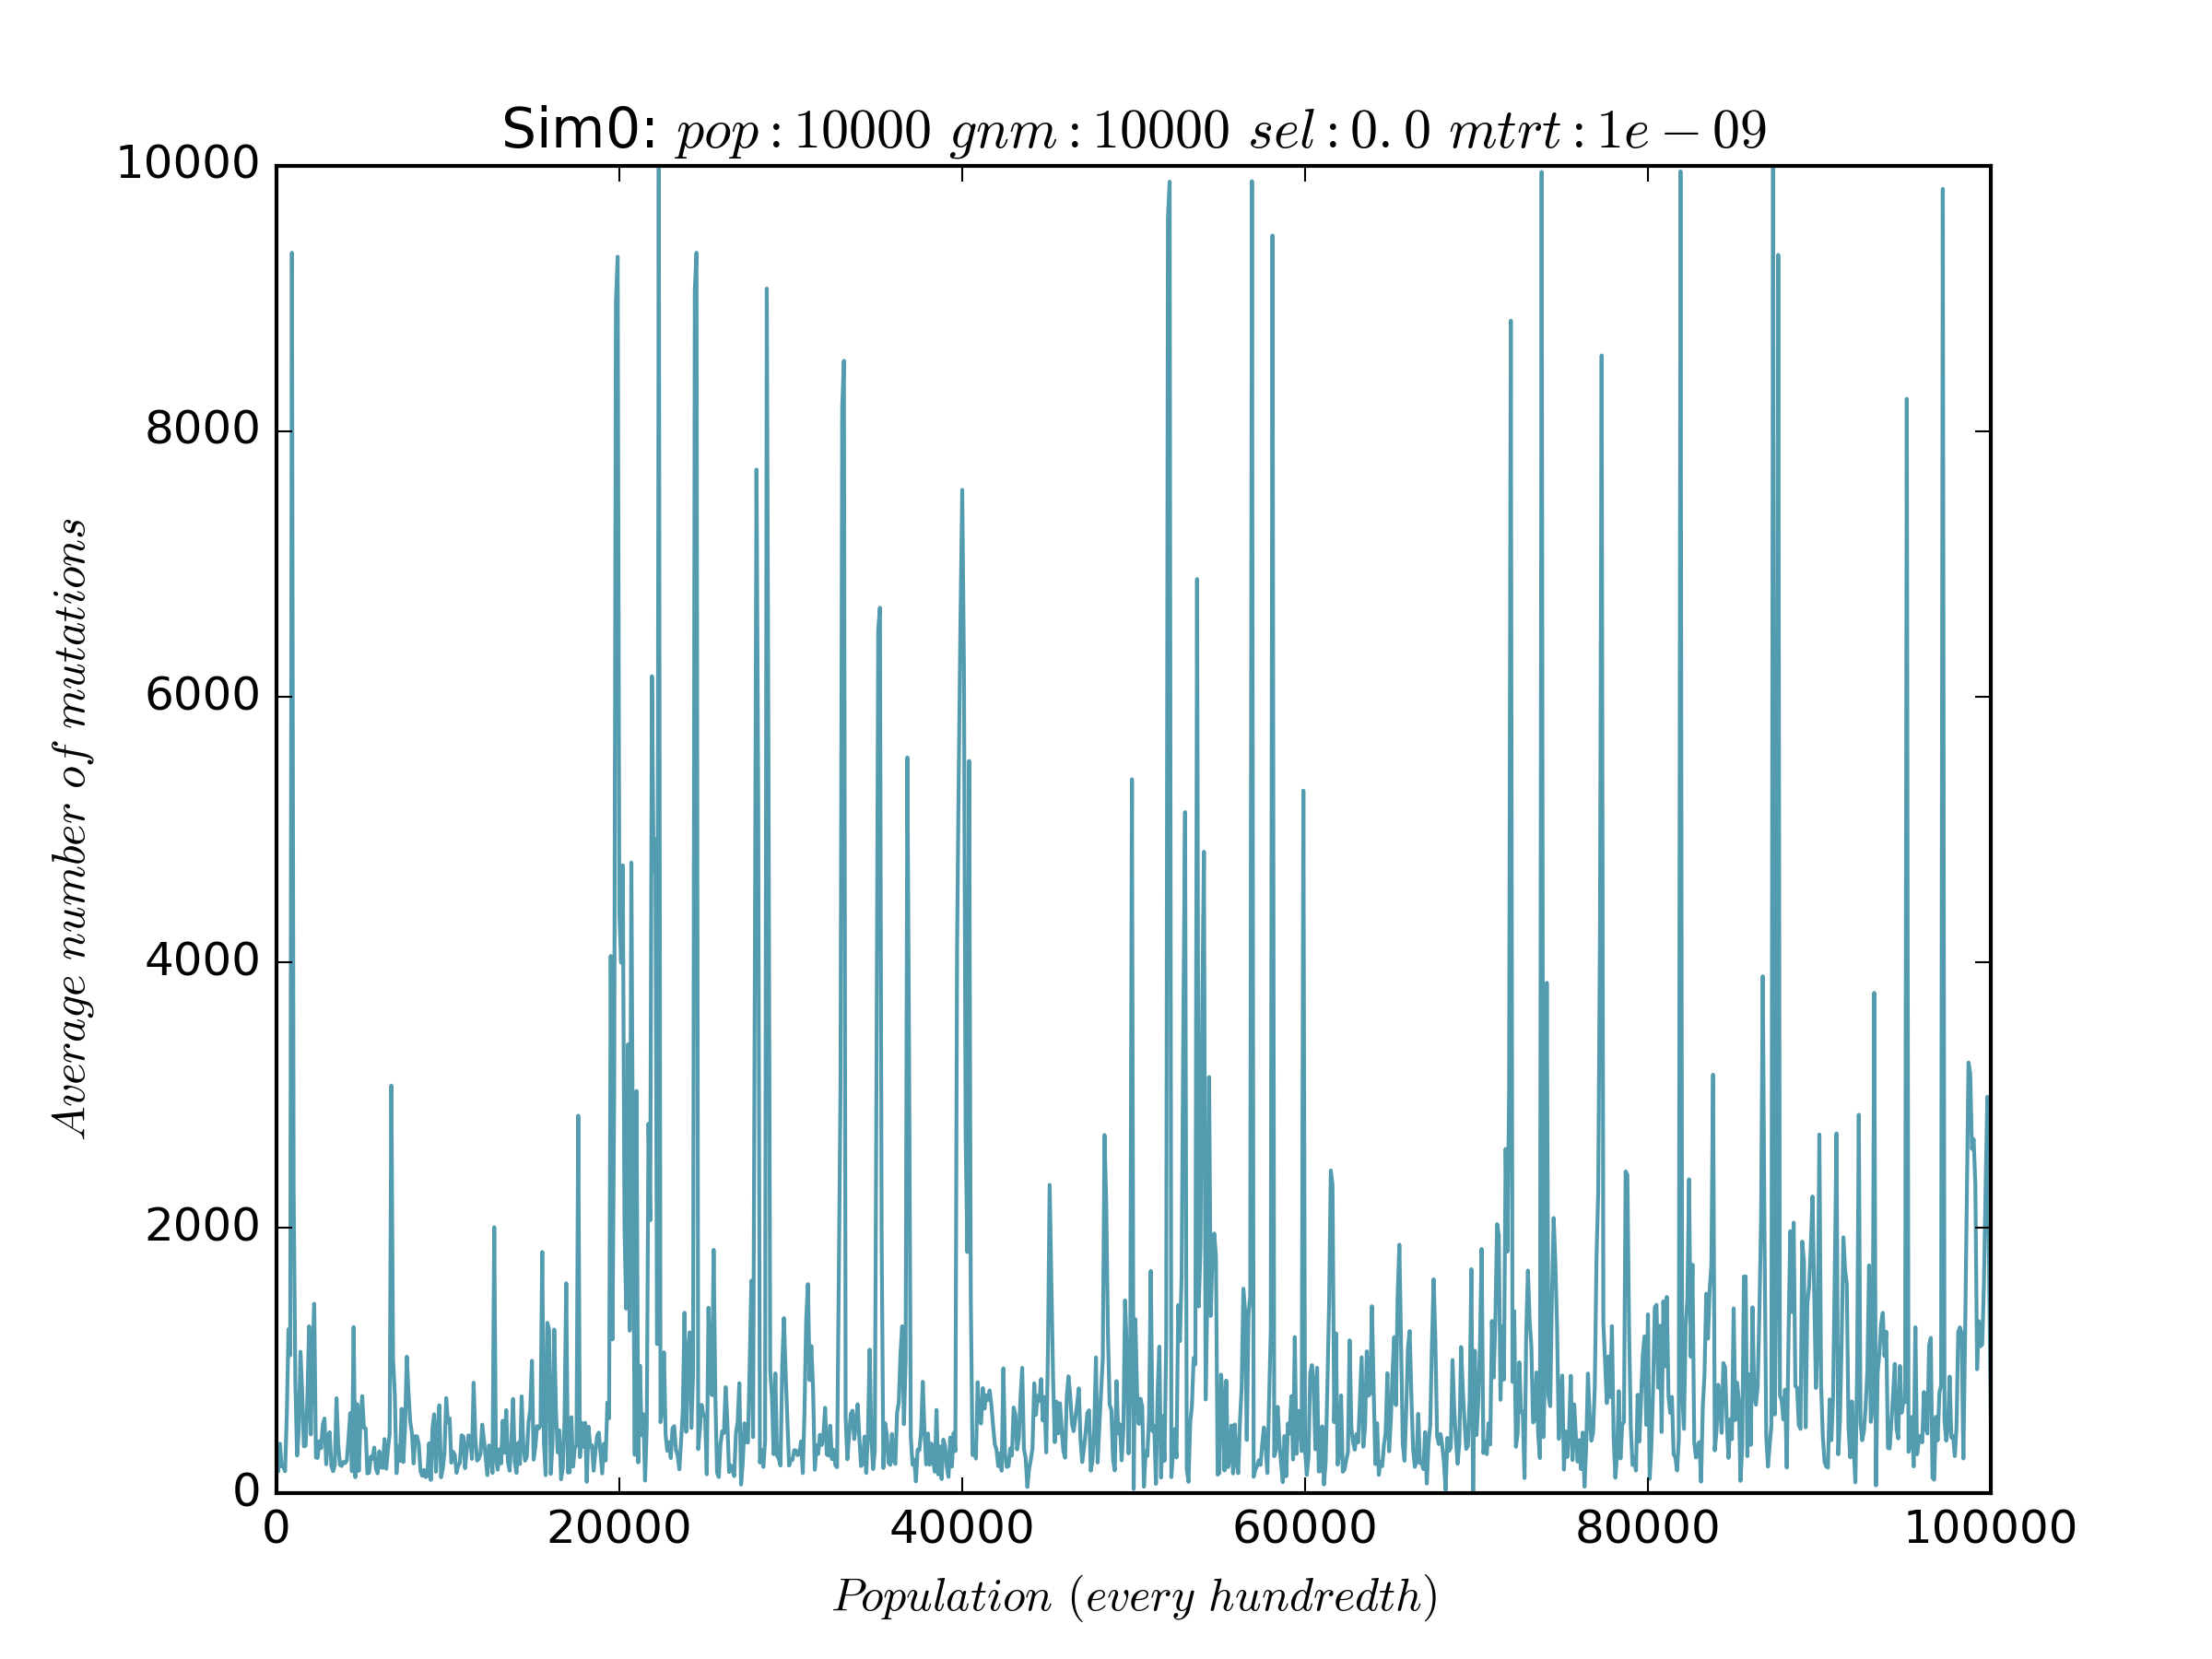 Sim0: pop : 10000 gnm : 10000 sel : 0.0 mtrt : 1e − 09
10000
8000
6000
4000
2000
0
Average number of mutations
0 20000 40000 60000 80000 100000
Population (every hundredth)